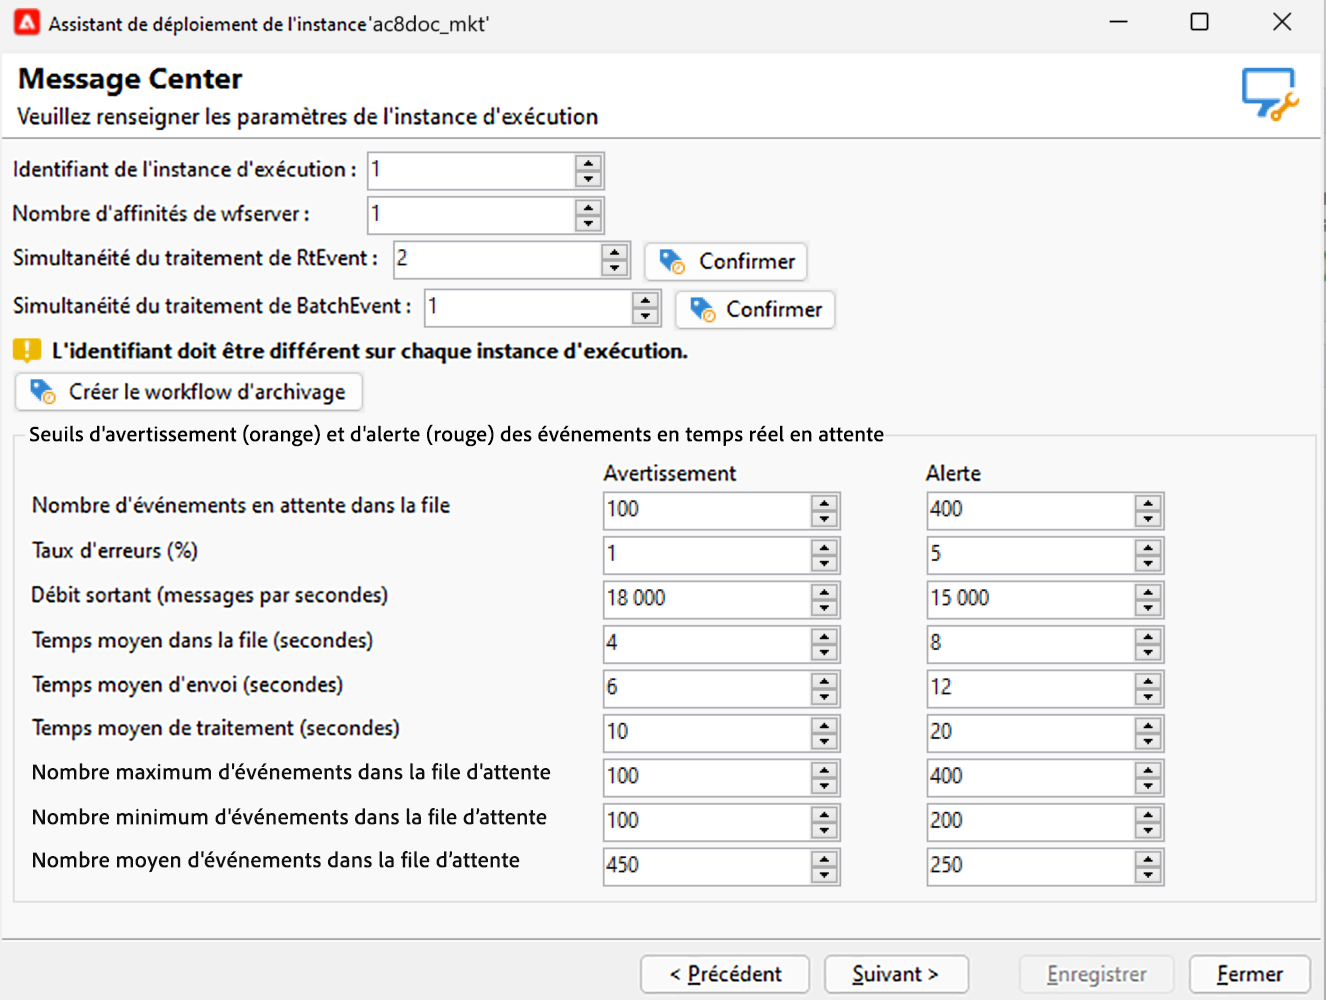 Assistant de déploiement de l'instance'ac8doc_mkt'
Message Center
Veuillez renseigner les paramètres de l'instance d'exécution
Identifiant de l'instance d'exécution : 1
Nombre d'affinités de wfserver : 1
Simultanéité du traitement de RtEvent : 2 Confirmer
Simultanéité du traitement de BatchEvent : 1 Confirmer
L'identifiant doit être différent sur chaque instance d'exécution.
Créer le workflow d'archivage
Seuils d'avertissement (orange) et d'alerte (rouge) des événements en temps réel en attente
Avertissement Alerte
Nombre d'événements en attente dans la file 100 400
Taux d'erreurs (%) 1 5
Débit sortant (messages par secondes) 18 000 15 000
Temps moyen dans la file (secondes) 4 8
Temps moyen d'envoi (secondes) 6 12
Temps moyen de traitement (secondes) 10 20
Nombre maximum d'événements dans la file d'attente 100 400
Nombre minimum d'événements dans la file d’attente 100 200
Nombre moyen d'événements dans la file d’attente 450 250
< Précédent Suivant > Enregistrer Fermer